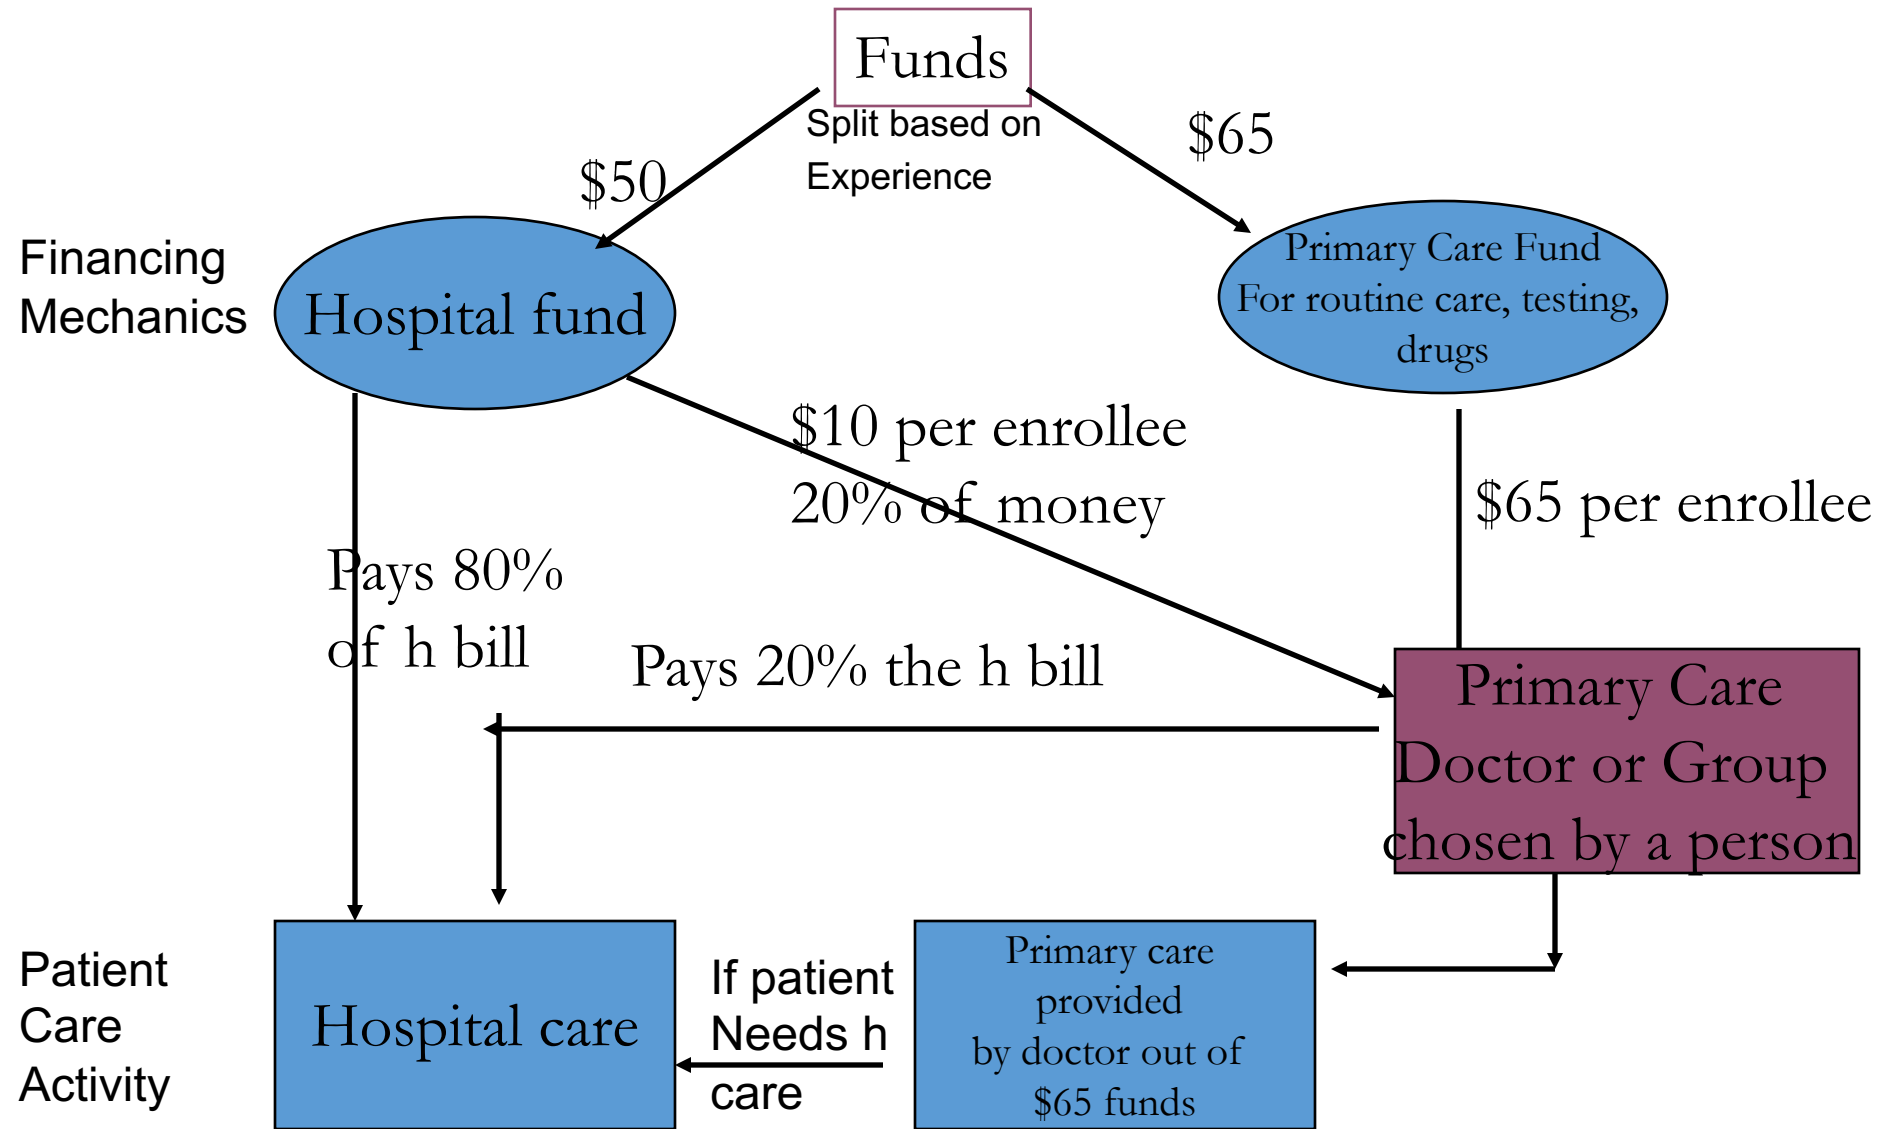 Funds
Split based on
Experience
$50
$65
Financing
Mechanics
Hospital fund
Primary Care Fund
For routine care, testing,
drugs
$10 per enrollee
20% of money
$65 per enrollee
Pays 80%
of h bill
Pays 20% the h bill
Primary Care
Doctor or Group
chosen by a person
Patient
Care
Activity
Hospital care
If patient
Needs h
care
Primary care
provided
by doctor out of
$65 funds